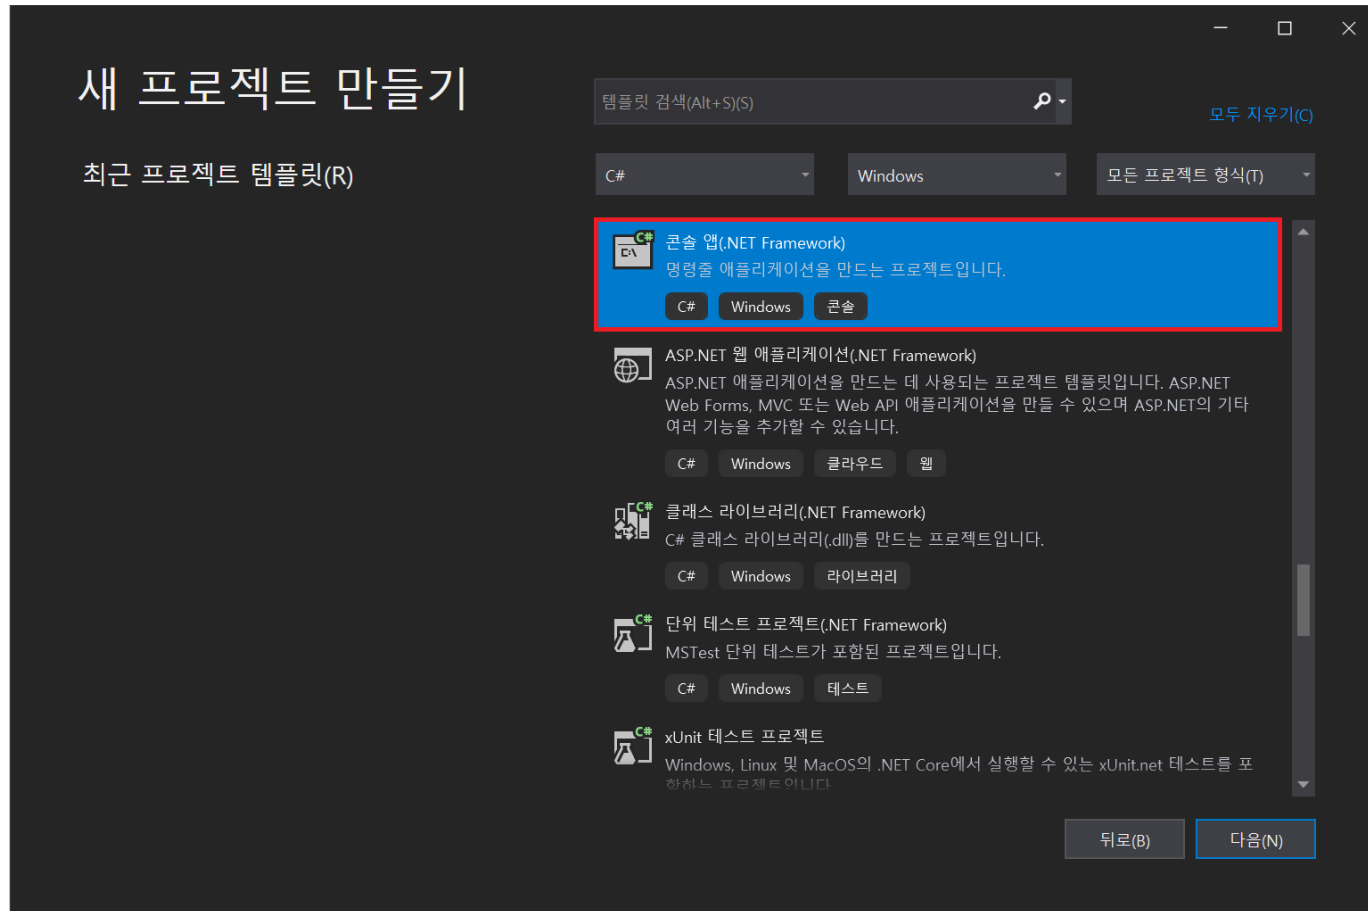 새 프로젝트 만들기
템플릿 검색(Alt+S)(S)
모두 지우기(C)
최근 프로젝트 템플릿(R)
C#
Windows
모든 프로젝트 형식(T)
C#
C:\
콘솔 앱(.NET Framework)
명령줄 애플리케이션을 만드는 프로젝트입니다.
C# Windows 콘솔
ASP.NET 웹 애플리케이션(.NET Framework)
ASP.NET 애플리케이션을 만드는 데 사용되는 프로젝트 템플릿입니다. ASP.NET
Web Forms, MVC 또는 Web API 애플리케이션을 만들 수 있으며 ASP.NET의 기타
여러 기능을 추가할 수 있습니다.
C# Windows 클라우드 웹
C#
클래스 라이브러리(.NET Framework)
C# 클래스 라이브러리(.dll)를 만드는 프로젝트입니다.
C# Windows 라이브러리
C#
단위 테스트 프로젝트(.NET Framework)
MSTest 단위 테스트가 포함된 프로젝트입니다.
C# Windows 테스트
C#
xUnit 테스트 프로젝트
Windows, Linux 및 MacOS의 .NET Core에서 실행할 수 있는 xUnit.net 테스트를 포
함하는 프로젝트입니다
뒤로(B)
다음(N)